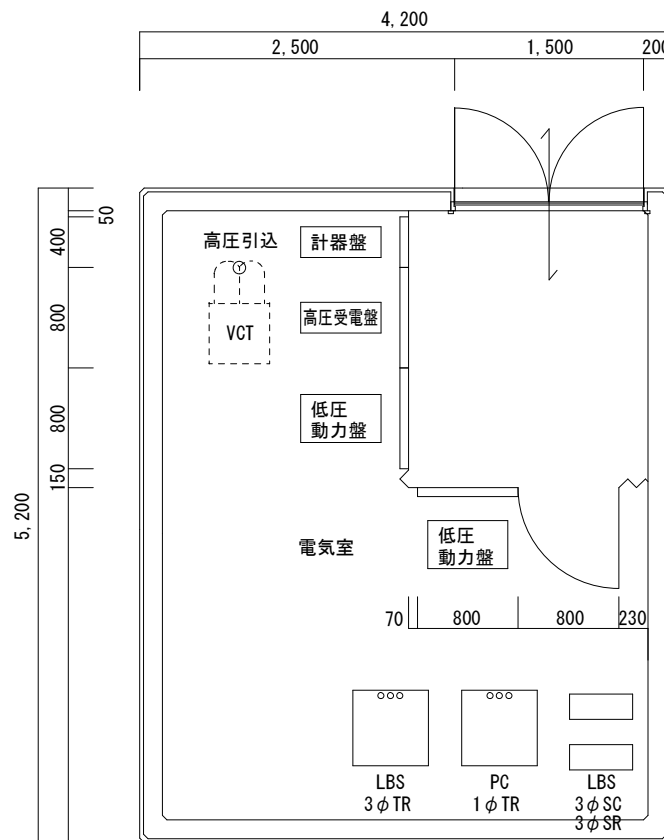 4,200
2,500
1,500
200
50
400
800
800
150
5,200
高圧引込
VCT
計器盤
高圧受電盤
低圧
動力盤
電気室
低圧
動力盤
70
800
800
230
LBS
3φTR
PC
1φTR
LBS
3φSC
3φSR